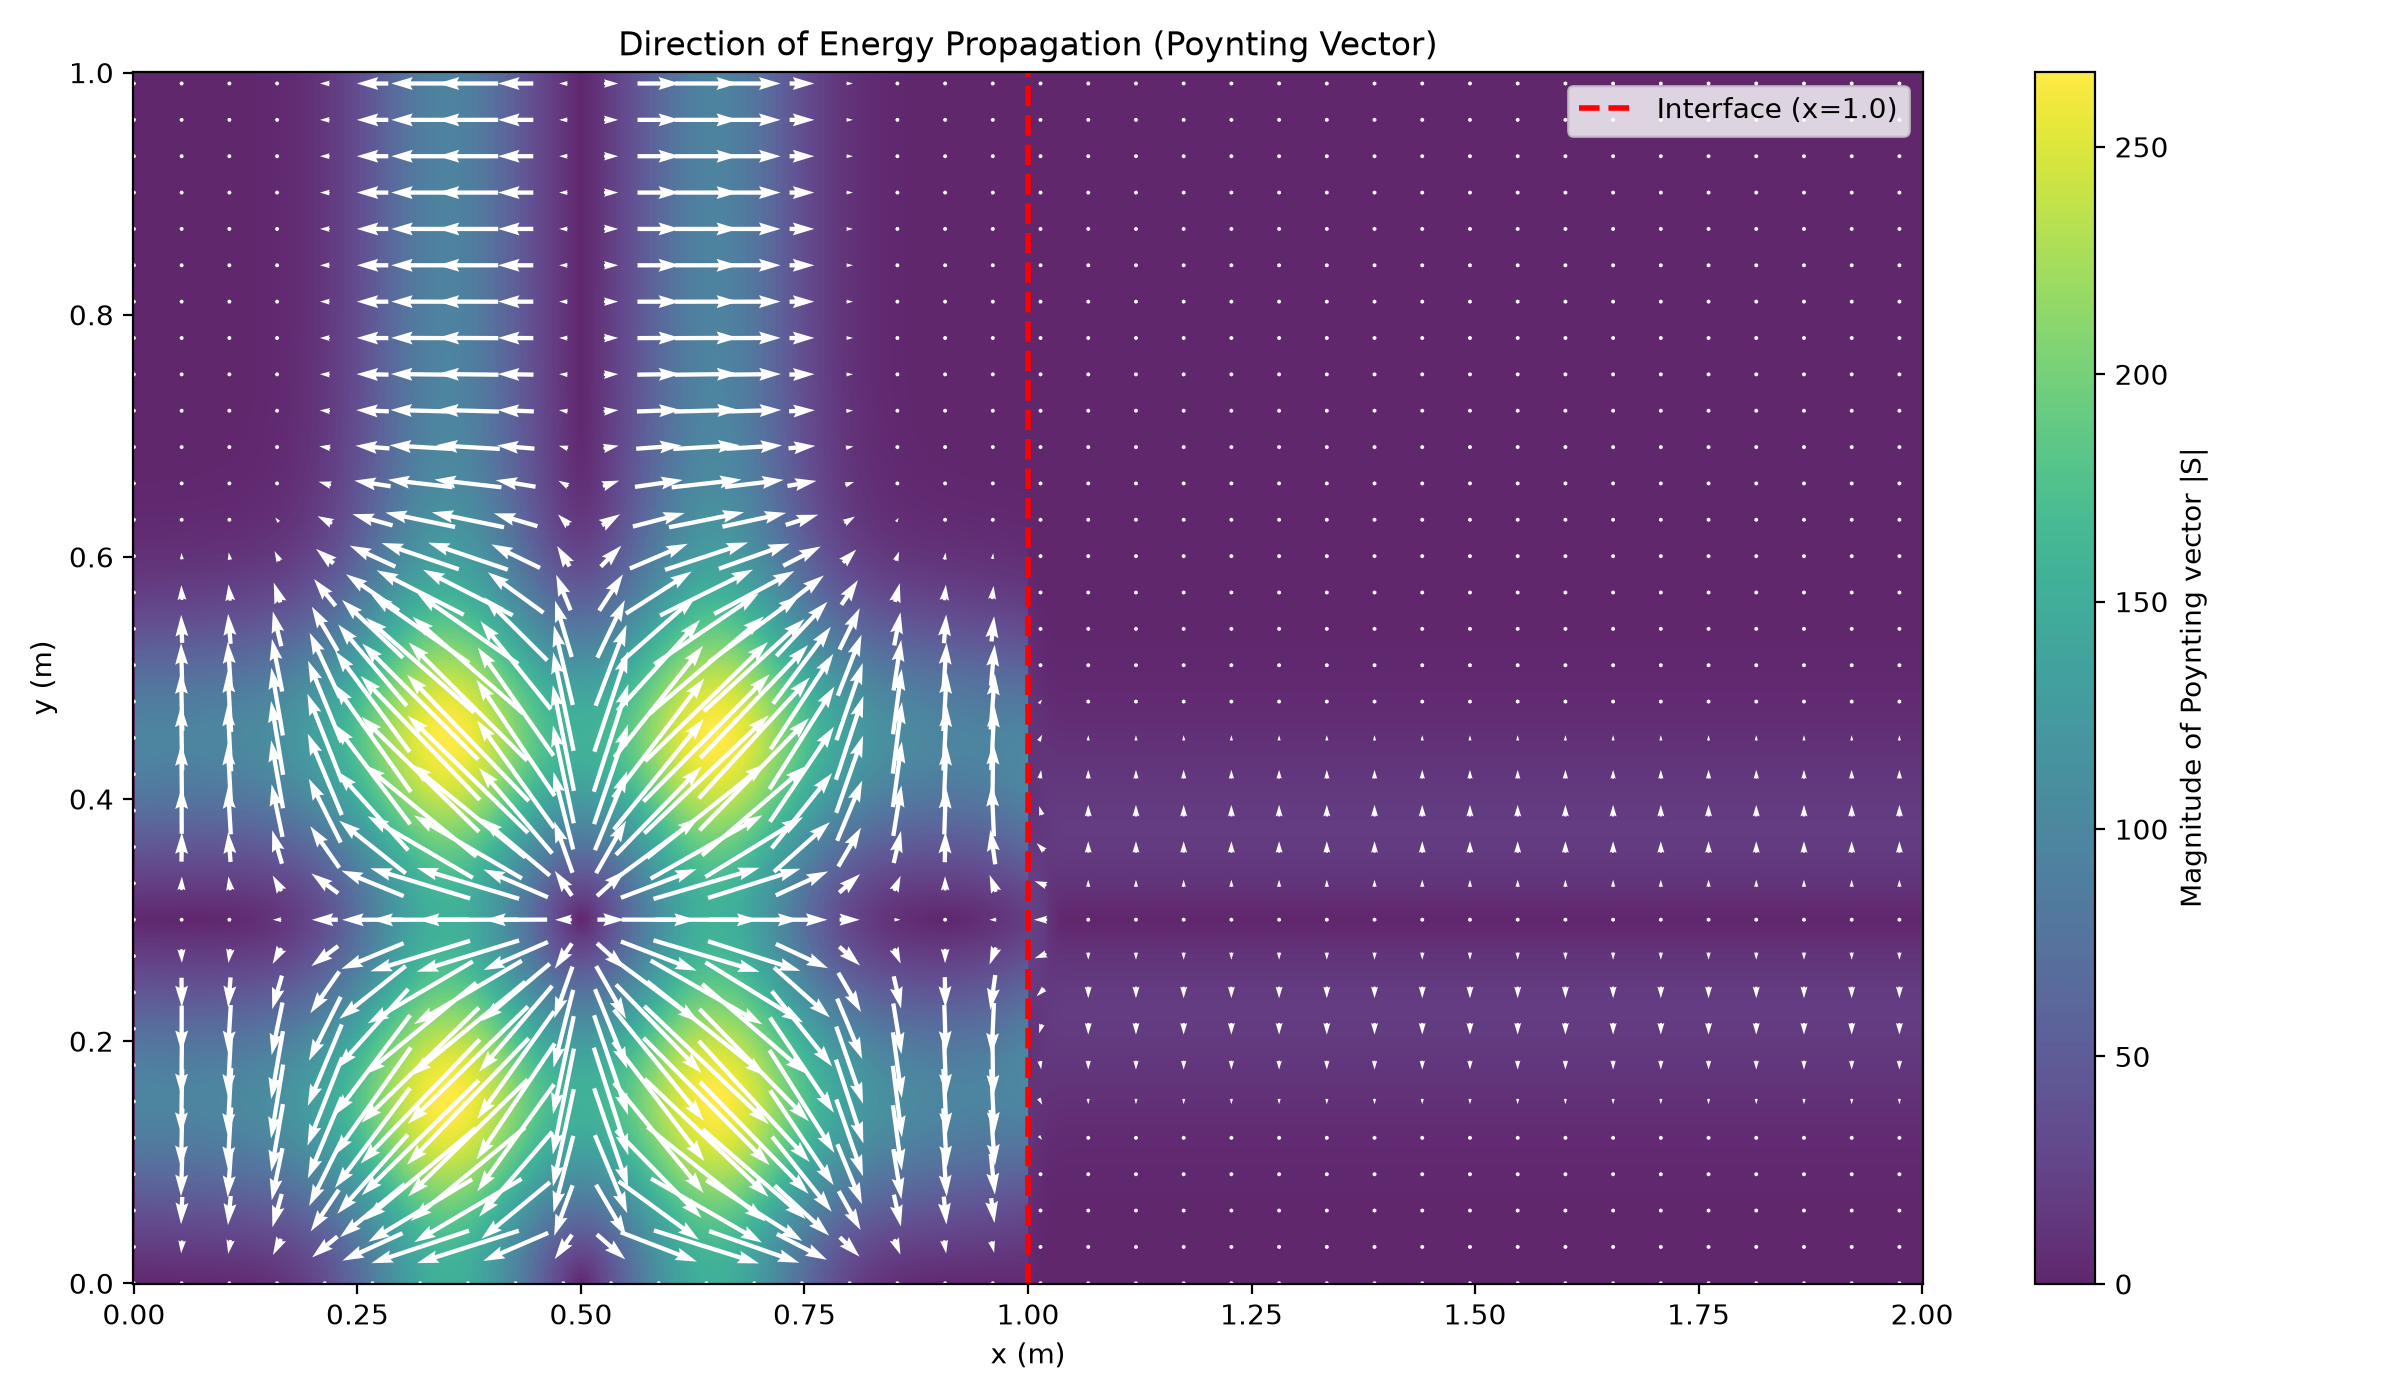 Direction of Energy Propagation (Poynting Vector)
Interface (x=1.0)
1.0
0.8
0.6
0.4
0.2
0.0
y (m)
0.00 0.25 0.50 0.75 1.00 1.25 1.50 1.75 2.00
x (m)
250
200
150
100
50
0
Magnitude of Poynting vector |S|